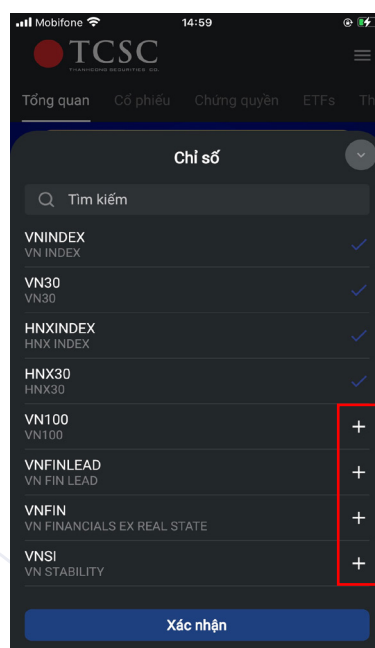 Mobifone 14:59
TCSC
THANHCONG SECURITIES CO.
Tổng quan Cổ phiếu Chứng quyền ETFs Th
Chỉ số
Tìm kiếm
VNINDEX
VN INDEX
VN30
VN30
HNXINDEX
HNX INDEX
HNX30
HNX30
VN100
VN100
VNFINLEAD
VN FIN LEAD
VNFIN
VN FINANCIALS EX REAL STATE
VNSI
VN STABILITY
Xác nhận